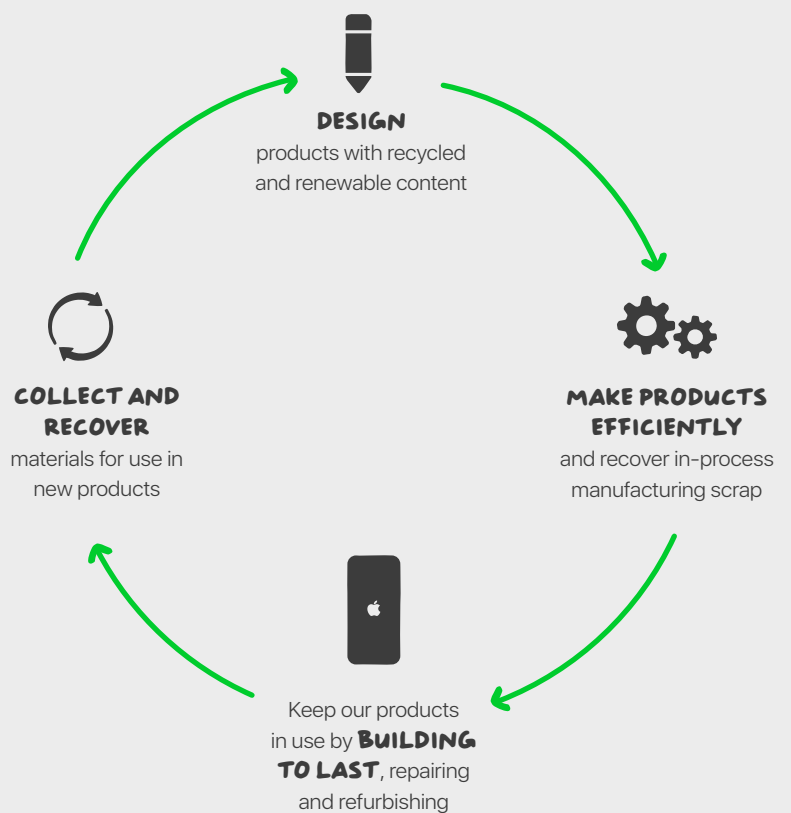 DESIGN
products with recycled
and renewable content
MAKE PRODUCTS
EFFICIENTLY
and recover in-process
manufacturing scrap
Keep our products
in use by BUILDING
TO LAST, repairing
and refurbishing
COLLECT AND
RECOVER
materials for use in
new products